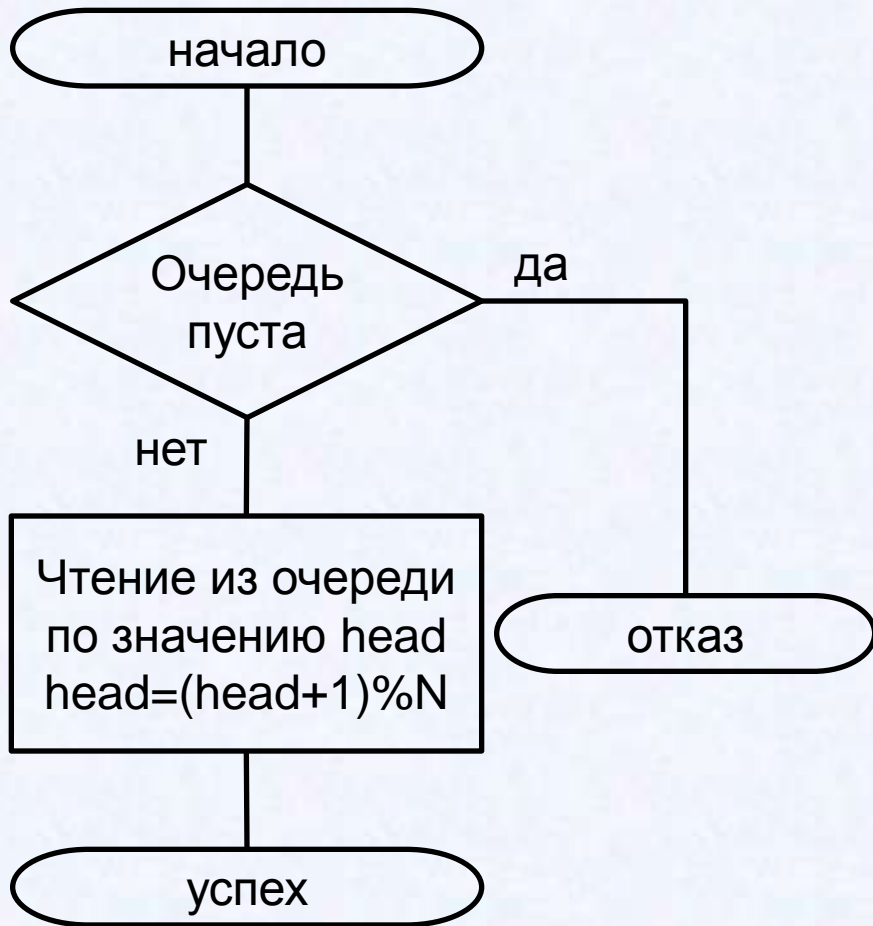 начало
Очередь
пуста
да
нет
Чтение из очереди
по значению head
head=(head+1)%N
отказ
успех